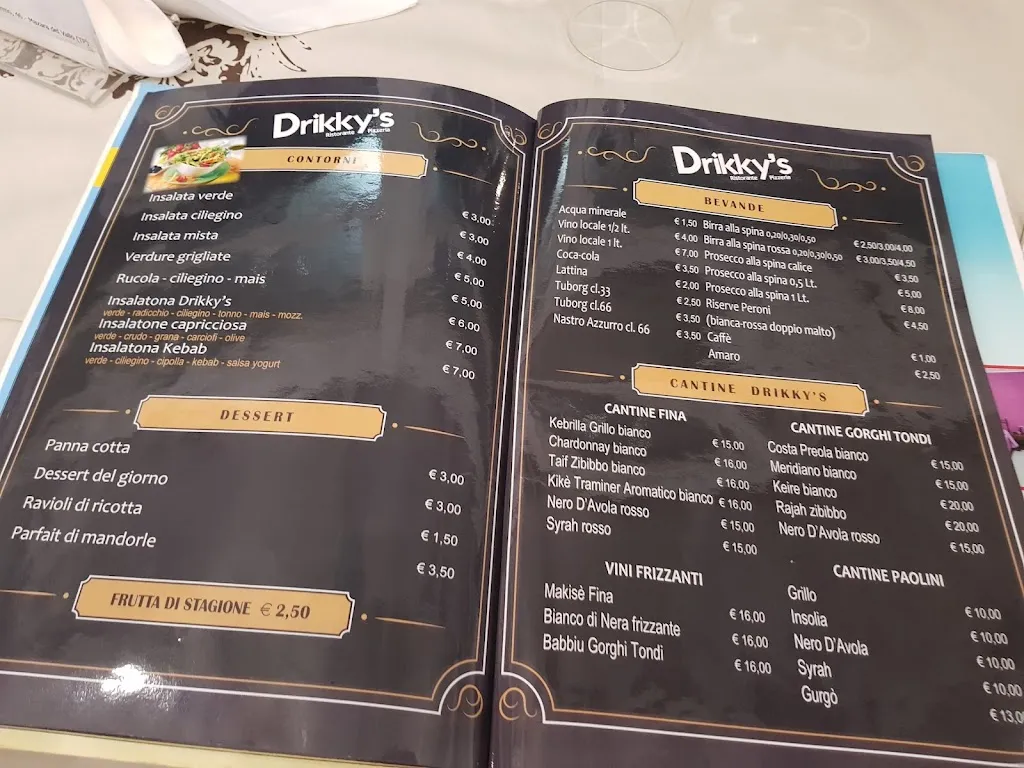 Mazara del Vallo (TP)
Drikky's
Ristorante Pizzeria
CONTORNI
Insalata verde € 3,00
Insalata ciliegino € 3,00
Insalata mista € 4,00
Verdure grigliate € 5,00
Rucola - ciliegino - mais € 5,00
Insalatona Drikky's € 6,00
verde - radicchio - ciliegino - tonno - mais - mozz.
Insalatone capricciosa € 7,00
verde - crudo - grana - carciofi - olive
Insalatona Kebab € 7,00
verde - ciliegino - cipolla - kebab - salsa yogurt
DESSERT
Panna cotta € 3,00
Dessert del giorno € 3,00
Ravioli di ricotta € 1,50
Parfait di mandorle € 3,50
FRUTTA DI STAGIONE € 2,50
Drikky's
Ristorante Pizzeria
BEVANDE
Acqua minerale € 1,50
Vino locale 1/2 lt. € 4,00
Vino locale 1 lt. € 7,00
Coca-cola € 3,50
Lattina € 2,00
Tuborg cl.33 € 2,50
Tuborg cl.66 € 3,50
Nastro Azzurro cl. 66 € 3,50
Birra alla spina 0,20/0,30/0,50 € 2,50/3,00/4,00
Birra alla spina rossa 0,20/0,30/0,50 € 3,00/3,50/4,50
Prosecco alla spina calice € 3,50
Prosecco alla spina 0,5 Lt. € 5,00
Prosecco alla spina 1 Lt. € 8,00
Riserve Peroni € 4,50
(bianca-rossa doppio malto)
Caffè € 1,00
Amaro € 2,50
CANTINE DRIKKY'S
CANTINE FINA
Kebrilla Grillo bianco € 15,00
Chardonnay bianco € 16,00
Taif Zibibbo bianco € 16,00
Kikè Traminer Aromatico bianco € 16,00
Nero D'Avola rosso € 15,00
Syrah rosso € 15,00
VINI FRIZZANTI
Makisè Fina € 16,00
Bianco di Nera frizzante € 16,00
Babbiu Gorghi Tondi € 16,00
CANTINE GORGHI TONDI
Costa Preola bianco € 15,00
Meridiano bianco € 15,00
Keire bianco € 20,00
Rajah zibibbo € 20,00
Nero D'Avola rosso € 15,00
CANTINE PAOLINI
Grillo € 10,00
Insolia € 10,00
Nero D'Avola € 10,00
Syrah € 10,00
Gurgò € 13,00